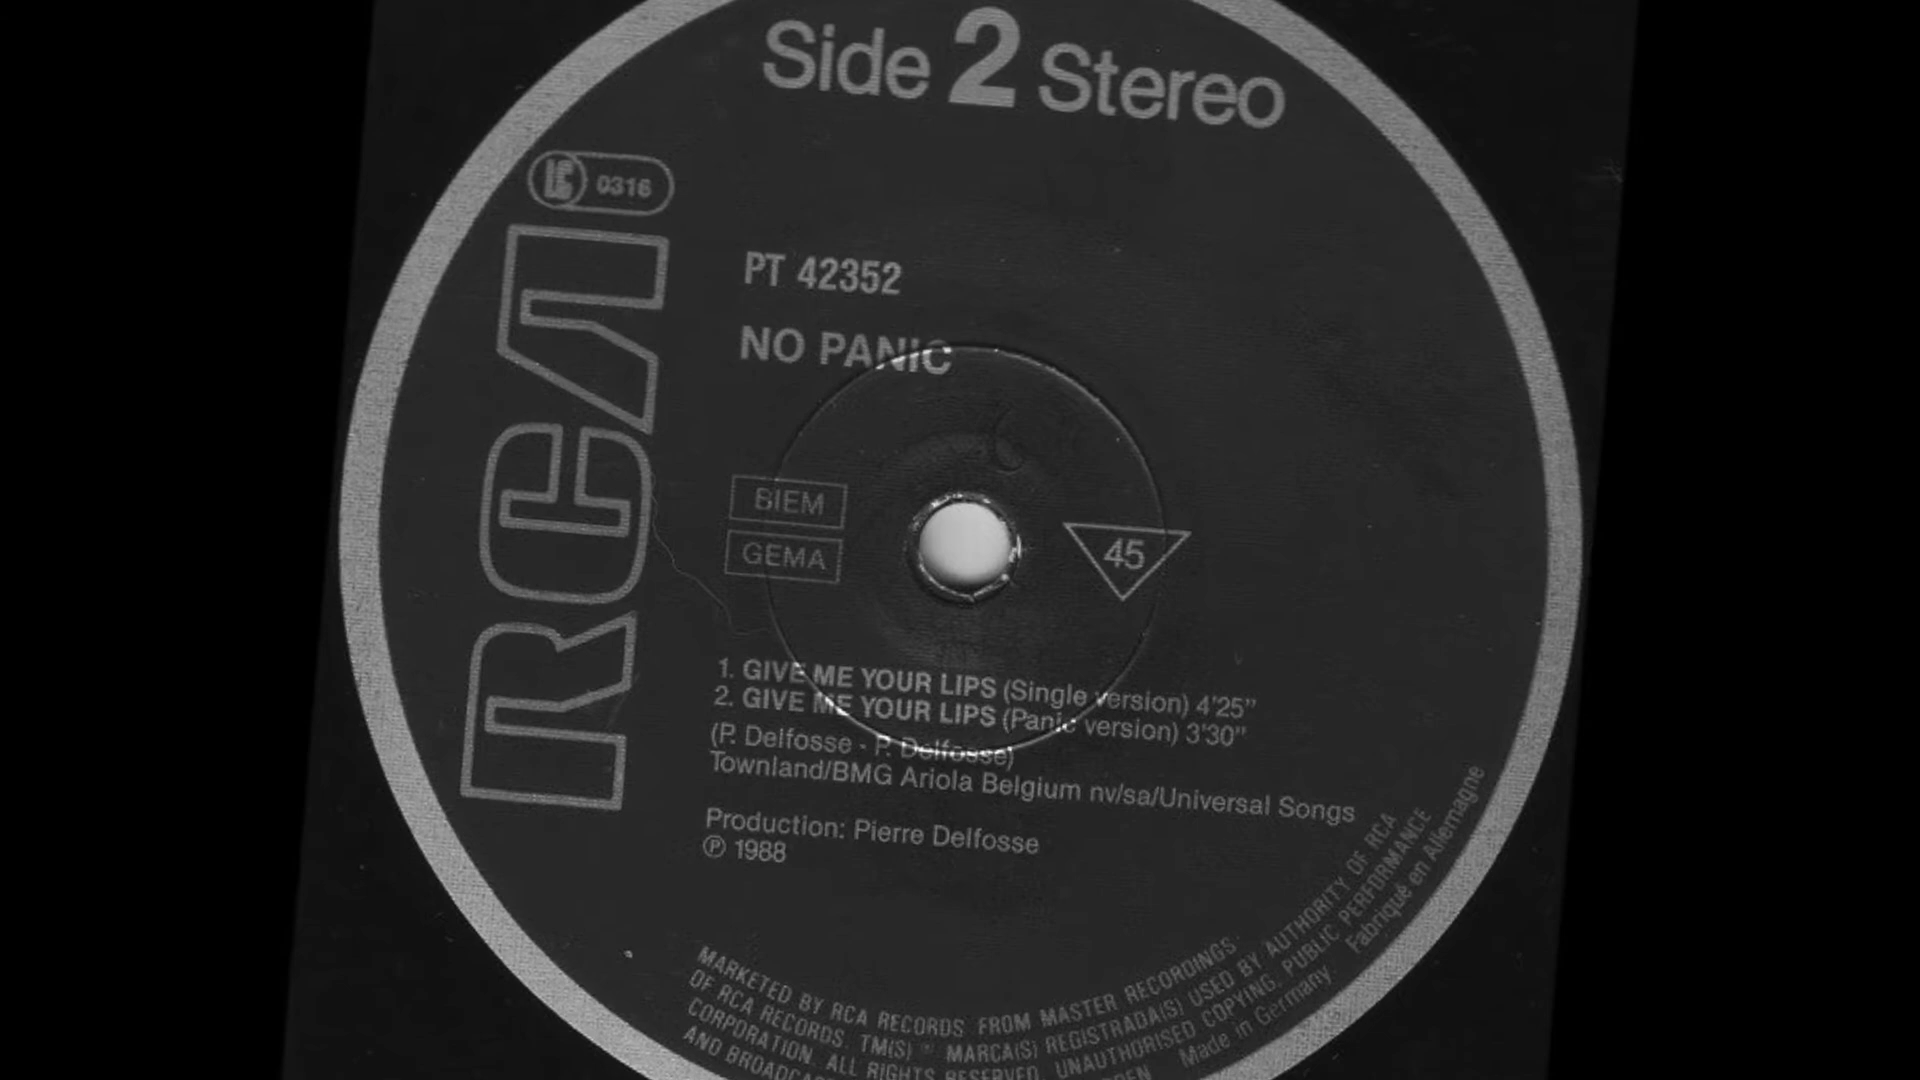 Side 2 Stereo
LC 0316
RCA
PT 42352
NO PANIC
BIEM
GEMA
45
1. GIVE ME YOUR LIPS (Single version) 4'25"
2. GIVE ME YOUR LIPS (Panic version) 3'30"
(P. Delfosse - P. Delfosse)
Townland/BMG Ariola Belgium nv/sa/Universal Songs
Production: Pierre Delfosse
℗ 1988
MARKETED BY RCA RECORDS FROM MASTER RECORDINGS
OF RCA RECORDS. TM(S) ® MARCA(S) REGISTRADA(S) USED BY AUTHORITY OF RCA
CORPORATION. ALL RIGHTS RESERVED. UNAUTHORISED COPYING, PUBLIC PERFORMANCE
AND
Made in Germany. Fabriqué en Allemagne